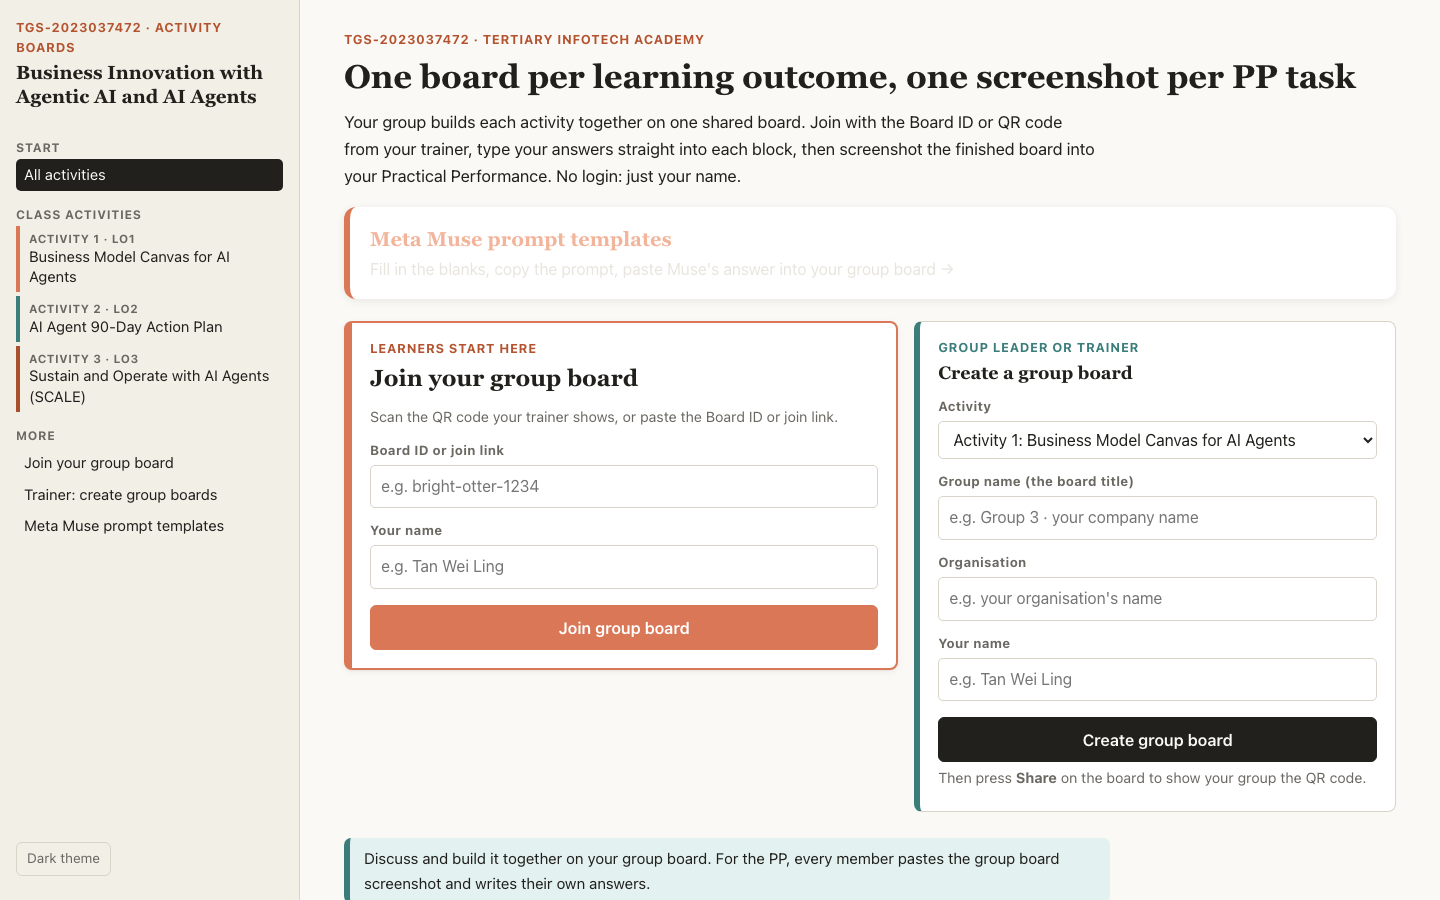 TGS-2023037472 · ACTIVITY
BOARDS
Business Innovation with
Agentic AI and AI Agents
START
All activities
CLASS ACTIVITIES
ACTIVITY 1 · LO1
Business Model Canvas for AI
Agents
ACTIVITY 2 · LO2
AI Agent 90-Day Action Plan
ACTIVITY 3 · LO3
Sustain and Operate with AI Agents
(SCALE)
MORE
Join your group board
Trainer: create group boards
Meta Muse prompt templates
Dark theme
TGS-2023037472 · TERTIARY INFOTECH ACADEMY
One board per learning outcome, one screenshot per PP task
Your group builds each activity together on one shared board. Join with the Board ID or QR code
from your trainer, type your answers straight into each block, then screenshot the finished board into
your Practical Performance. No login: just your name.
Meta Muse prompt templates
Fill in the blanks, copy the prompt, paste Muse's answer into your group board →
LEARNERS START HERE
Join your group board
Scan the QR code your trainer shows, or paste the Board ID or join link.
Board ID or join link
e.g. bright-otter-1234
Your name
e.g. Tan Wei Ling
Join group board
GROUP LEADER OR TRAINER
Create a group board
Activity
Activity 1: Business Model Canvas for AI Agents
Group name (the board title)
e.g. Group 3 · your company name
Organisation
e.g. your organisation's name
Your name
e.g. Tan Wei Ling
Create group board
Then press Share on the board to show your group the QR code.
Discuss and build it together on your group board. For the PP, every member pastes the group board
screenshot and writes their own answers.